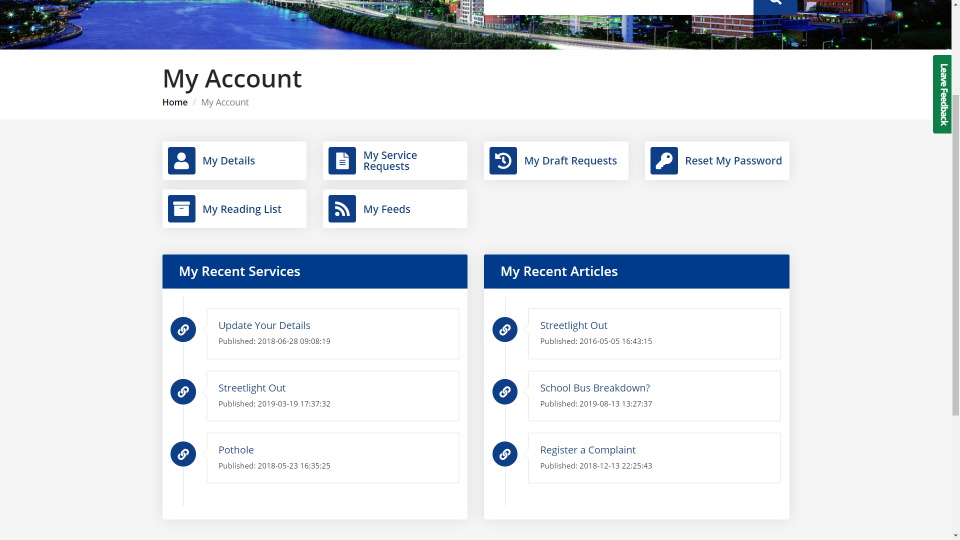 Leave Feedback
My Account
Home / My Account
My Details
My Service
Requests
My Draft Requests
Reset My Password
My Reading List
My Feeds
My Recent Services
Update Your Details
Published: 2018-06-28 09:08:19
Streetlight Out
Published: 2019-03-19 17:37:32
Pothole
Published: 2018-05-23 16:35:25
My Recent Articles
Streetlight Out
Published: 2016-05-05 16:43:15
School Bus Breakdown?
Published: 2019-08-13 13:27:37
Register a Complaint
Published: 2018-12-13 22:25:43